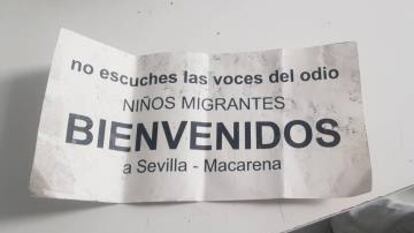 no escuches las voces del odio
NIÑOS MIGRANTES
BIENVENIDOS
a Sevilla - Macarena